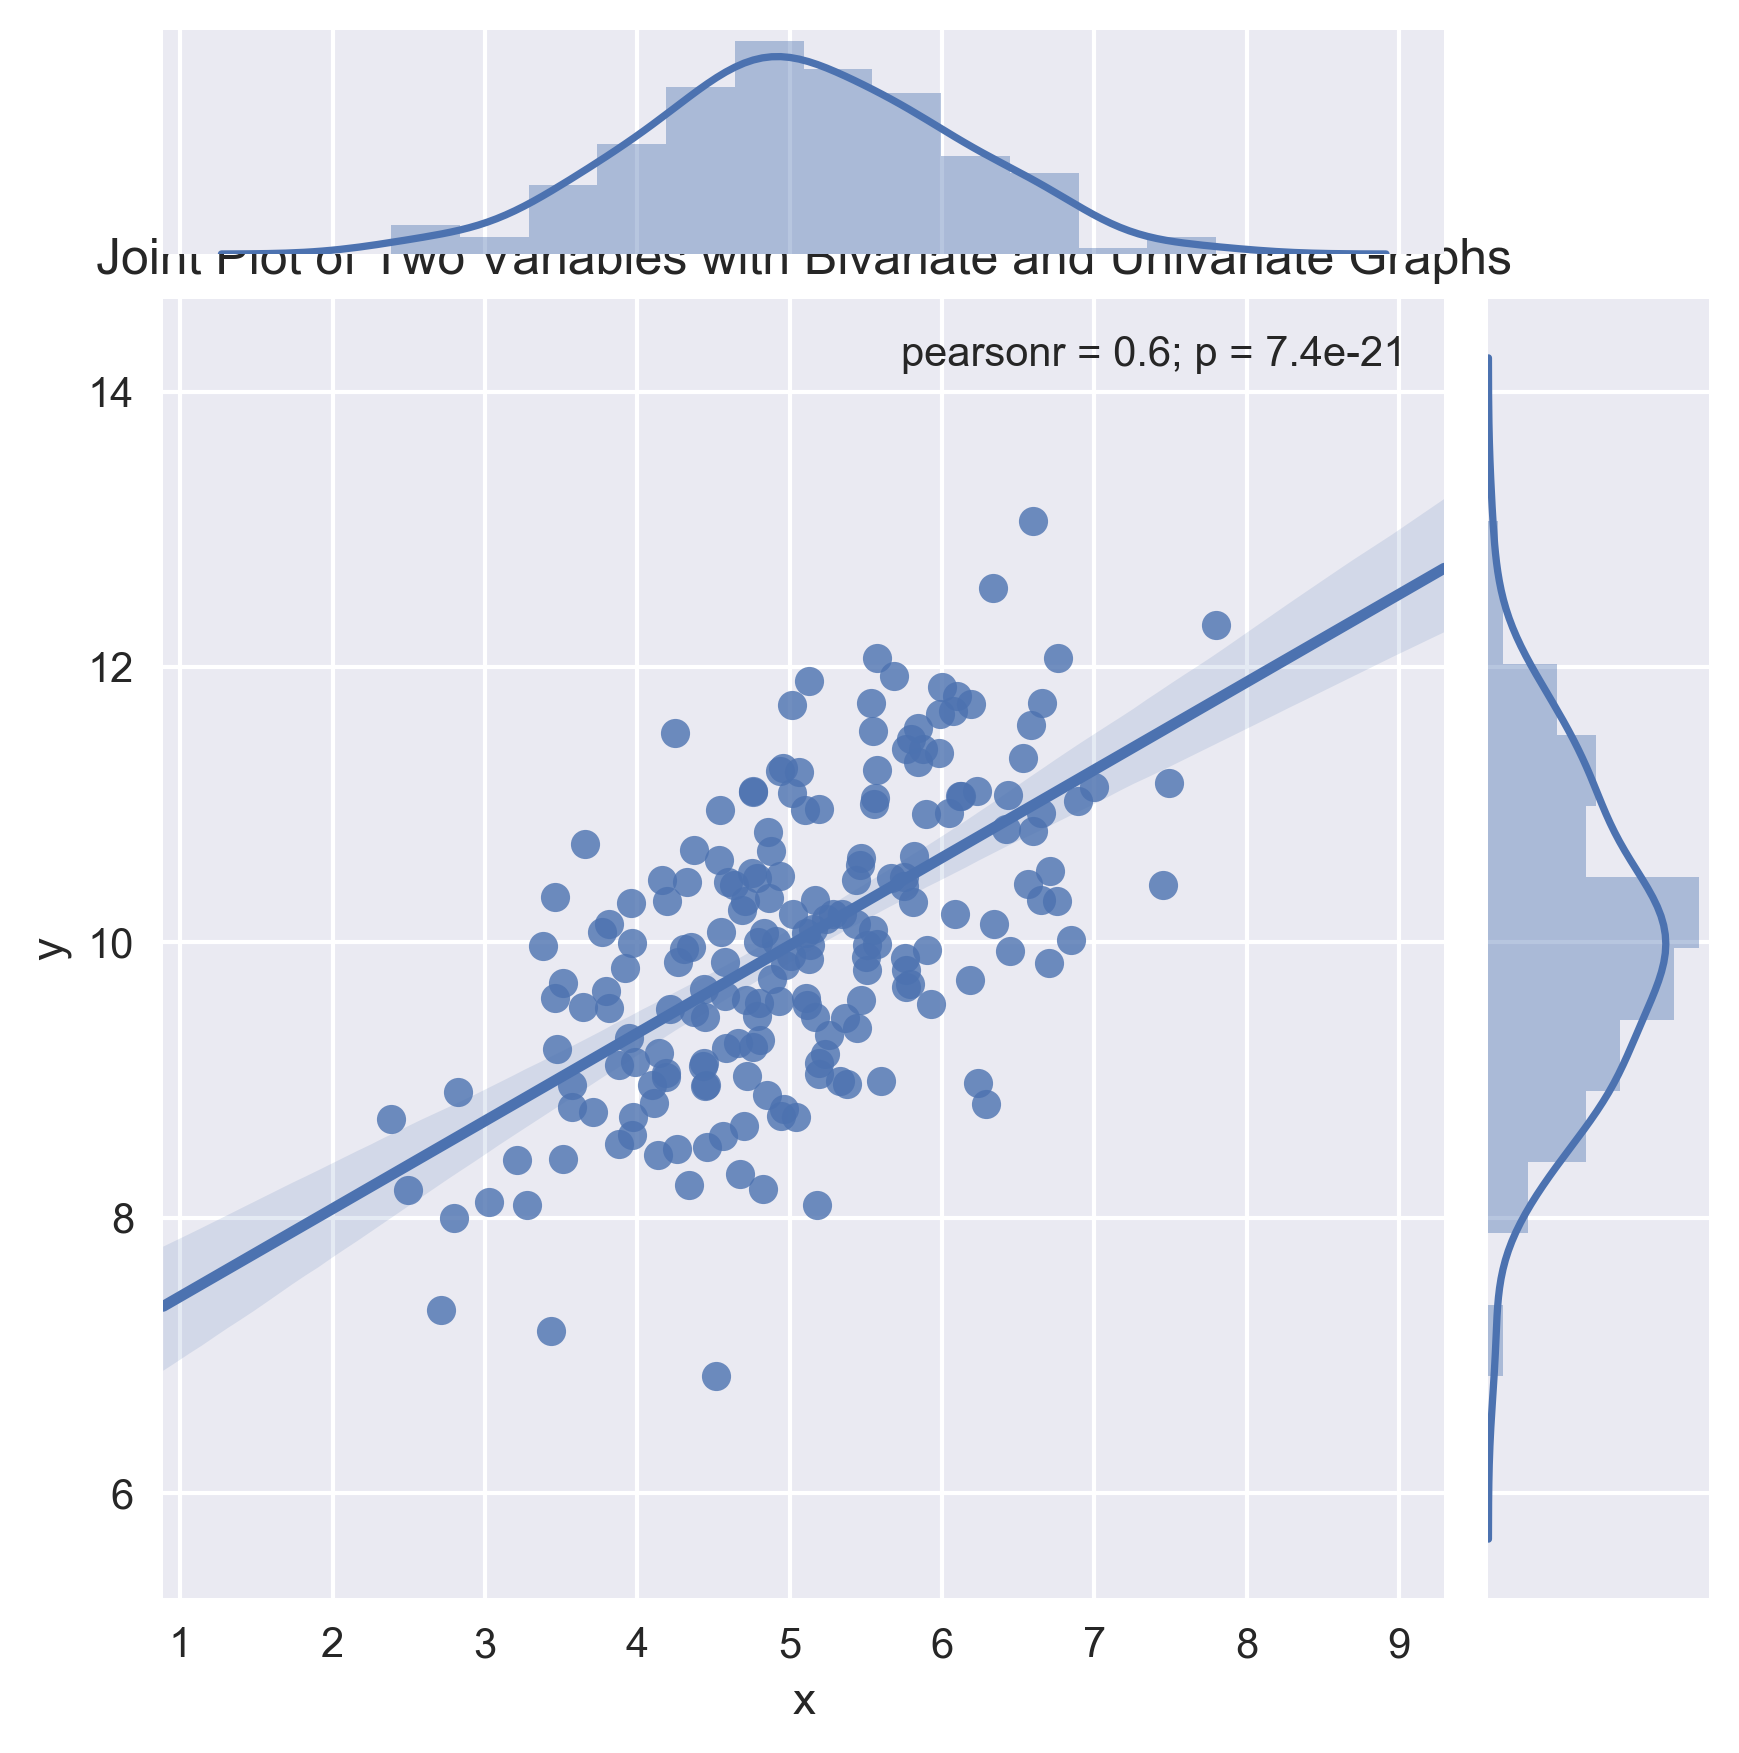 Joint Plot of Two Variables with Bivariate and Univariate Graphs
pearsonr = 0.6; p = 7.4e-21
14
12
10
8
6
y
1 2 3 4 5 6 7 8 9
x